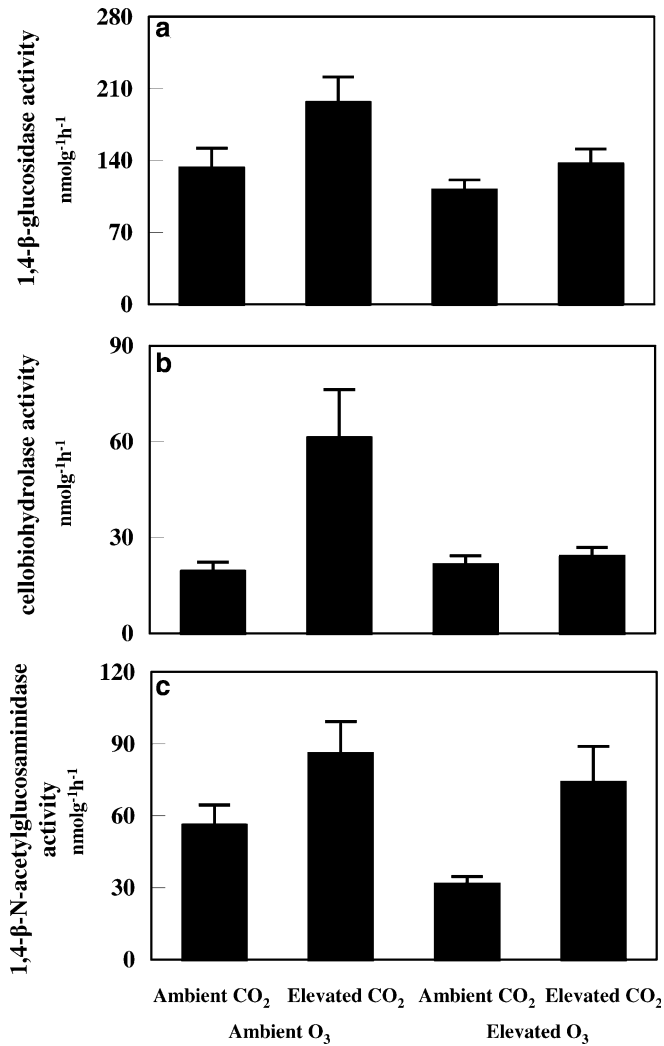 a
280
210
140
70
0
1,4-β-glucosidase activity
nmolg⁻¹h⁻¹
b
90
60
30
0
cellobiohydrolase activity
nmolg⁻¹h⁻¹
c
120
90
60
30
0
1,4-β-N-acetylglucosaminidase
activity
nmolg⁻¹h⁻¹
Ambient CO₂ Elevated CO₂ Ambient CO₂ Elevated CO₂
Ambient O₃ Elevated O₃